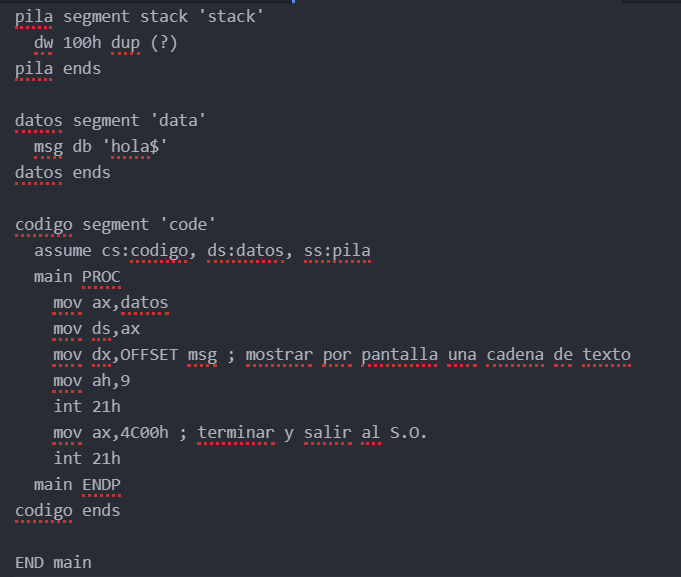 pila segment stack 'stack'
dw 100h dup (?)
pila ends
datos segment 'data'
msg db 'hola$'
datos ends
codigo segment 'code'
assume cs:codigo, ds:datos, ss:pila
main PROC
mov ax,datos
mov ds,ax
mov dx,OFFSET msg ; mostrar por pantalla una cadena de texto
mov ah,9
int 21h
mov ax,4C00h ; terminar y salir al S.O.
int 21h
main ENDP
codigo ends
END main